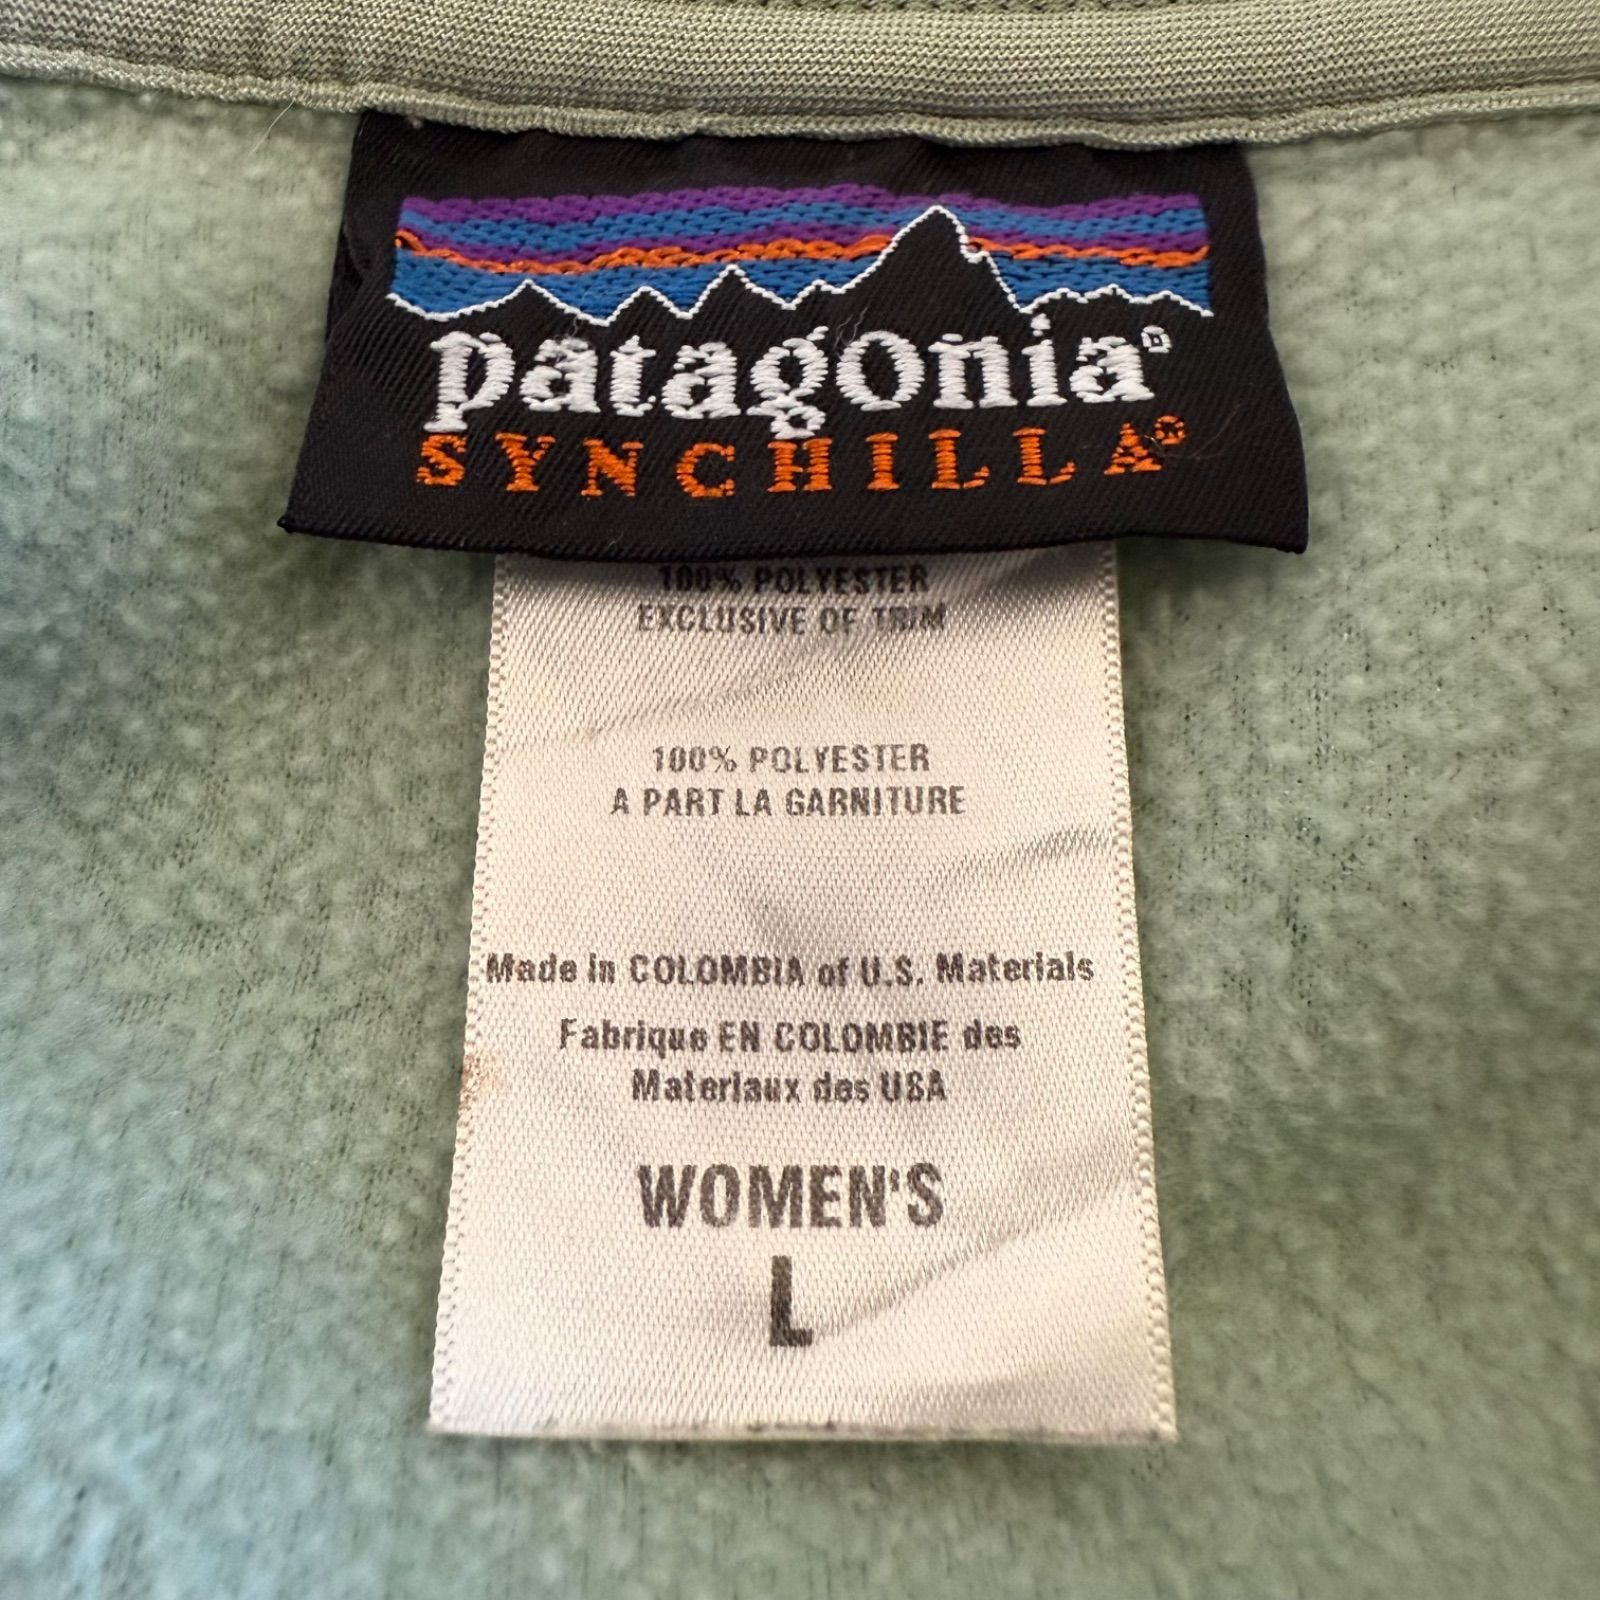 patagonia®
SYNCHILLA®
100% POLYESTER
EXCLUSIVE OF TRIM
100% POLYESTER
A PART LA GARNITURE
Made in COLOMBIA of U.S. Materials
Fabrique EN COLOMBIE des
Materiaux des USA
WOMEN'S
L